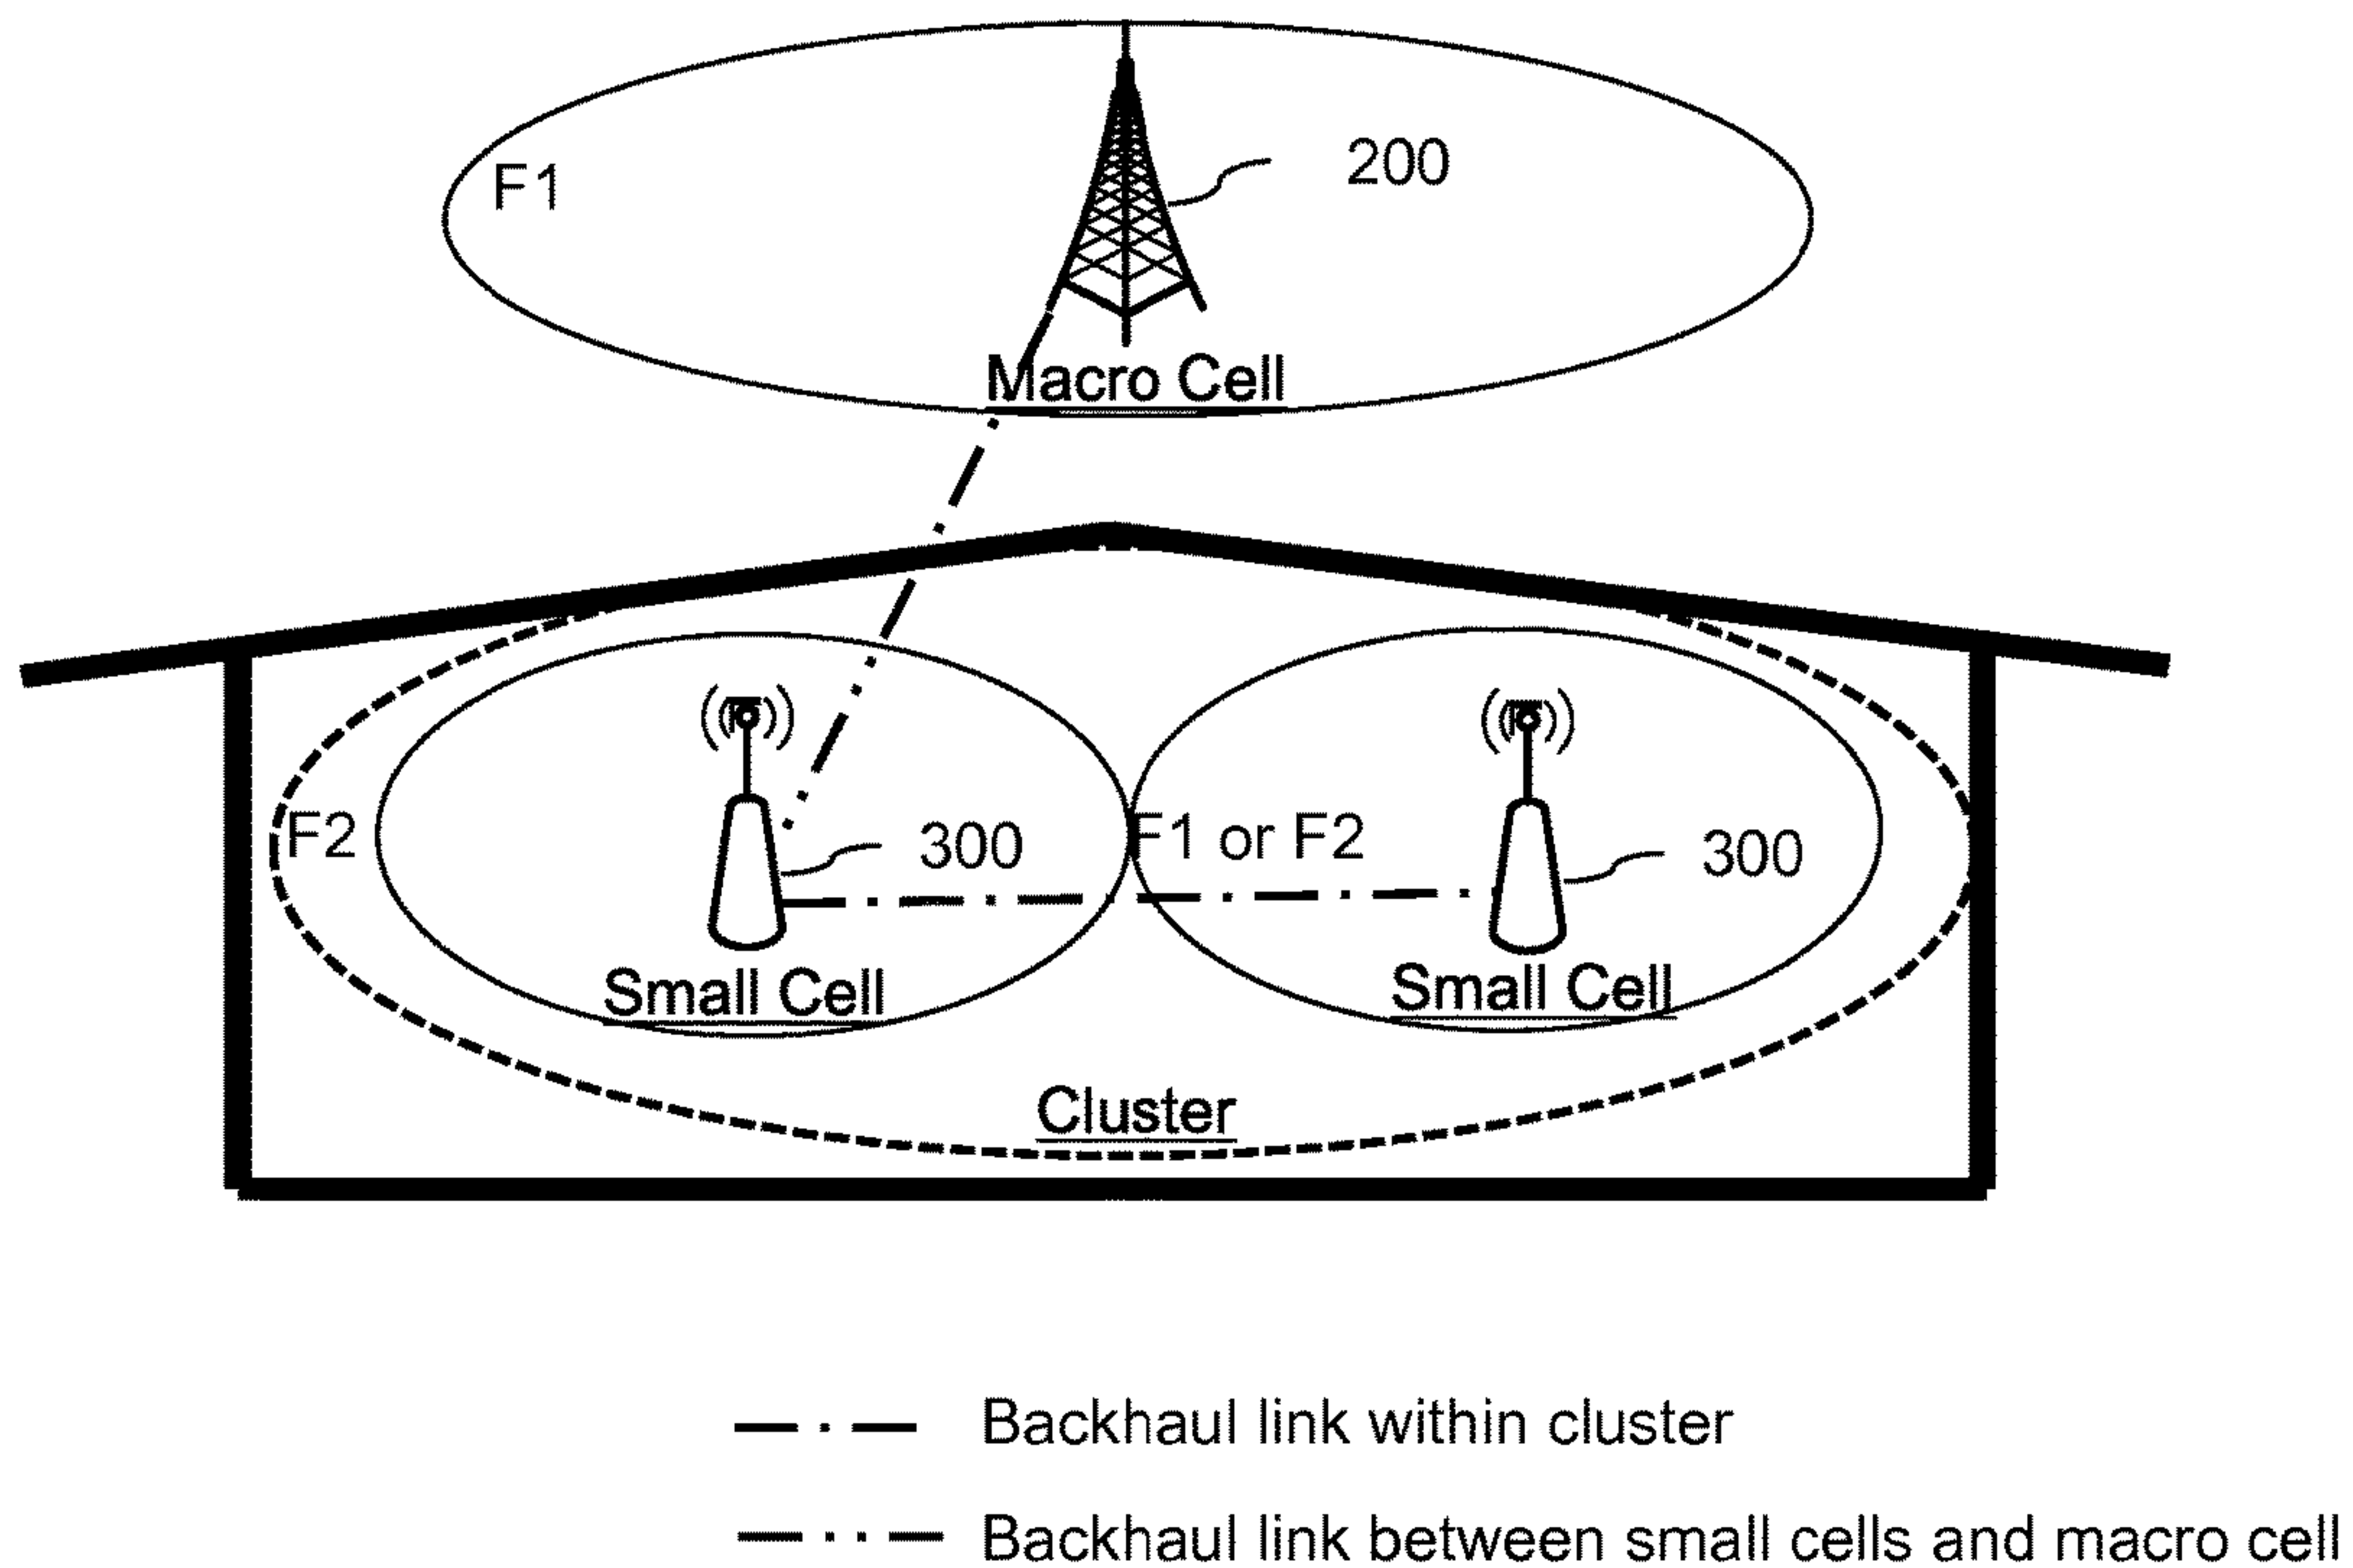 F1
200
Macro Cell
F2
300
F1 or F2
300
Small Cell
Small Cell
Cluster
Backhaul link within cluster
Backhaul link between small cells and macro cell